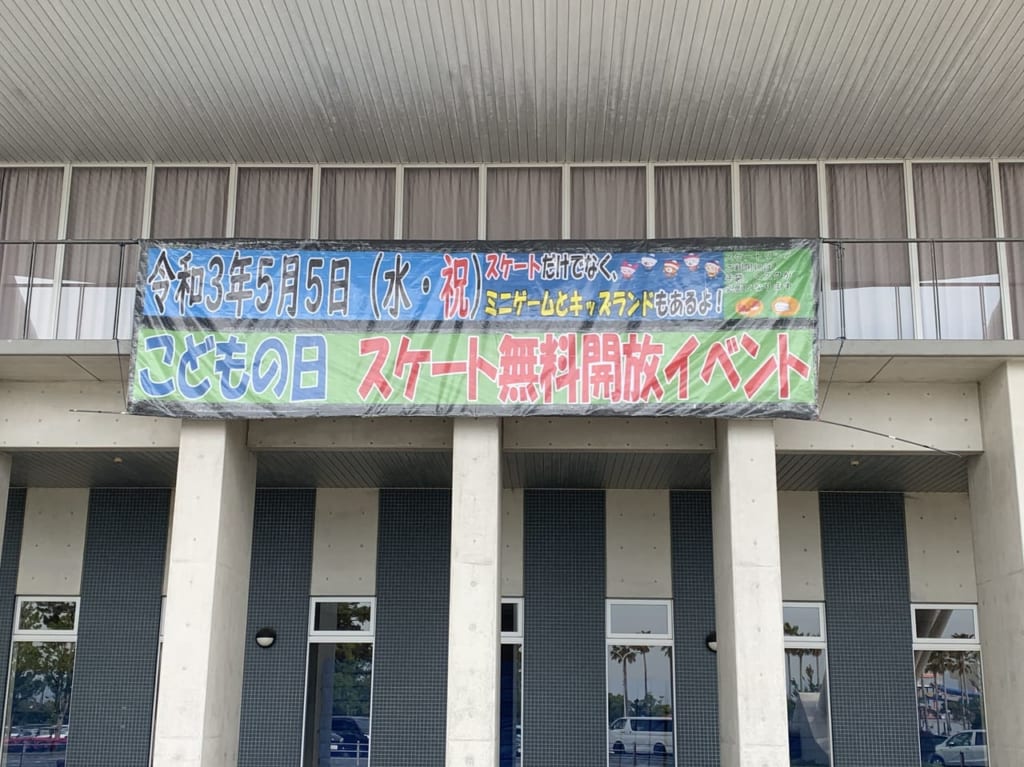 令和3年5月5日（水・祝）
スケートだけでなく、
ミニゲームとキッズランドもあるよ！
こどもの日 スケート無料開放イベント